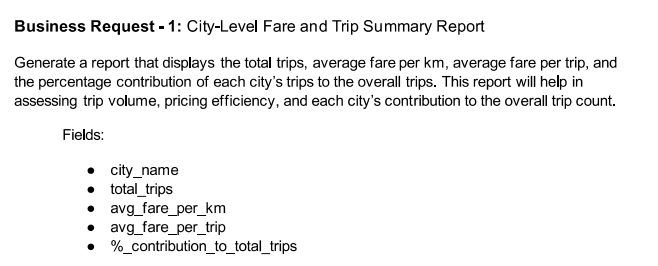 Business Request - 1: City-Level Fare and Trip Summary Report
Generate a report that displays the total trips, average fare per km, average fare per trip, and
the percentage contribution of each city's trips to the overall trips. This report will help in
assessing trip volume, pricing efficiency, and each city's contribution to the overall trip count.
Fields:
● city_name
● total_trips
● avg_fare_per_km
● avg_fare_per_trip
● %_contribution_to_total_trips